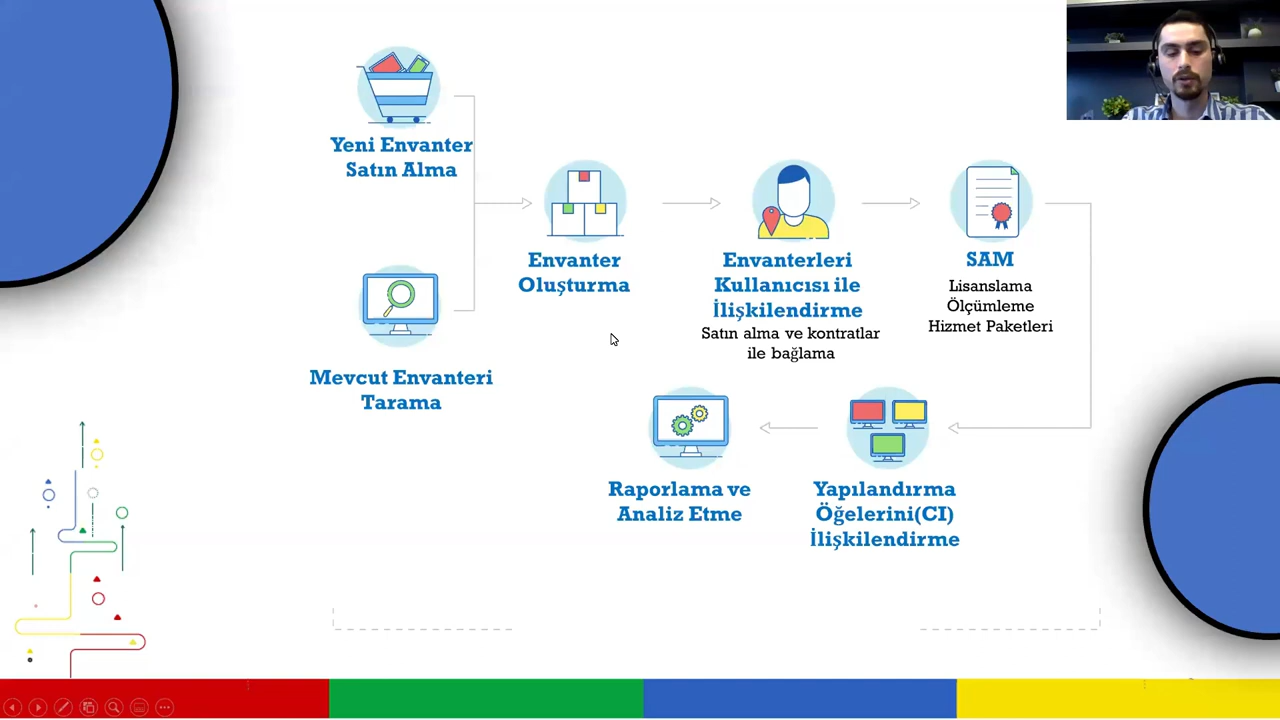 Yeni Envanter
Satın Alma
Mevcut Envanteri
Tarama
Envanter
Oluşturma
Envanterleri
Kullanıcısı ile
İlişkilendirme
Satın alma ve kontratlar
ile bağlama
SAM
Lisanslama
Ölçümleme
Hizmet Paketleri
Yapılandırma
Öğelerini(CI)
İlişkilendirme
Raporlama ve
Analiz Etme